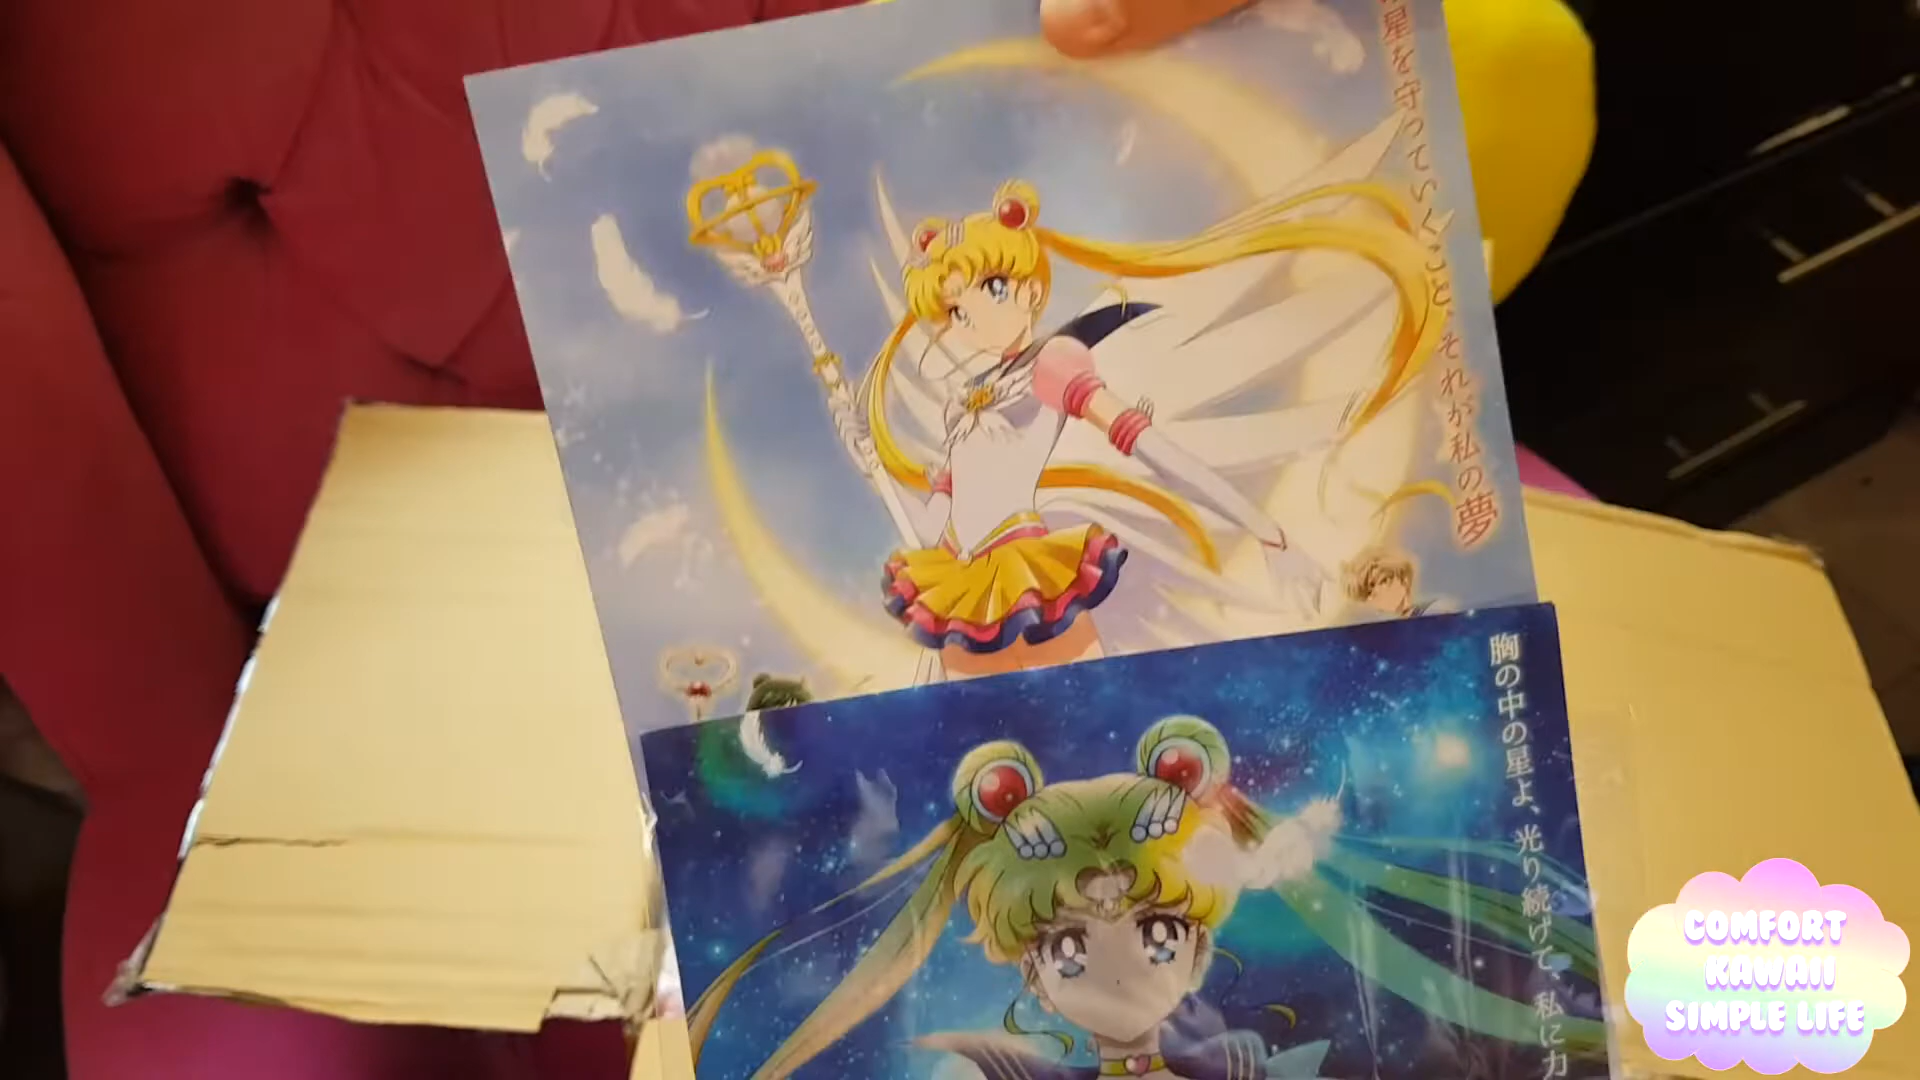 星を守っていくこと、それが私の夢
胸の中の星よ、光り続けて、私に力
COMFORT
KAWAII
SIMPLE LIFE